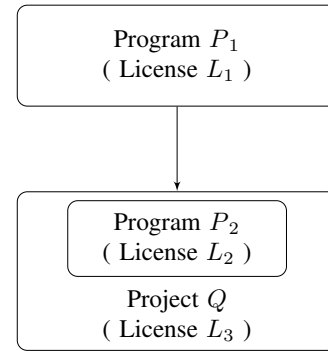 Program P₁
( License L₁ )
Program P₂
( License L₂ )
Project Q
( License L₃ )